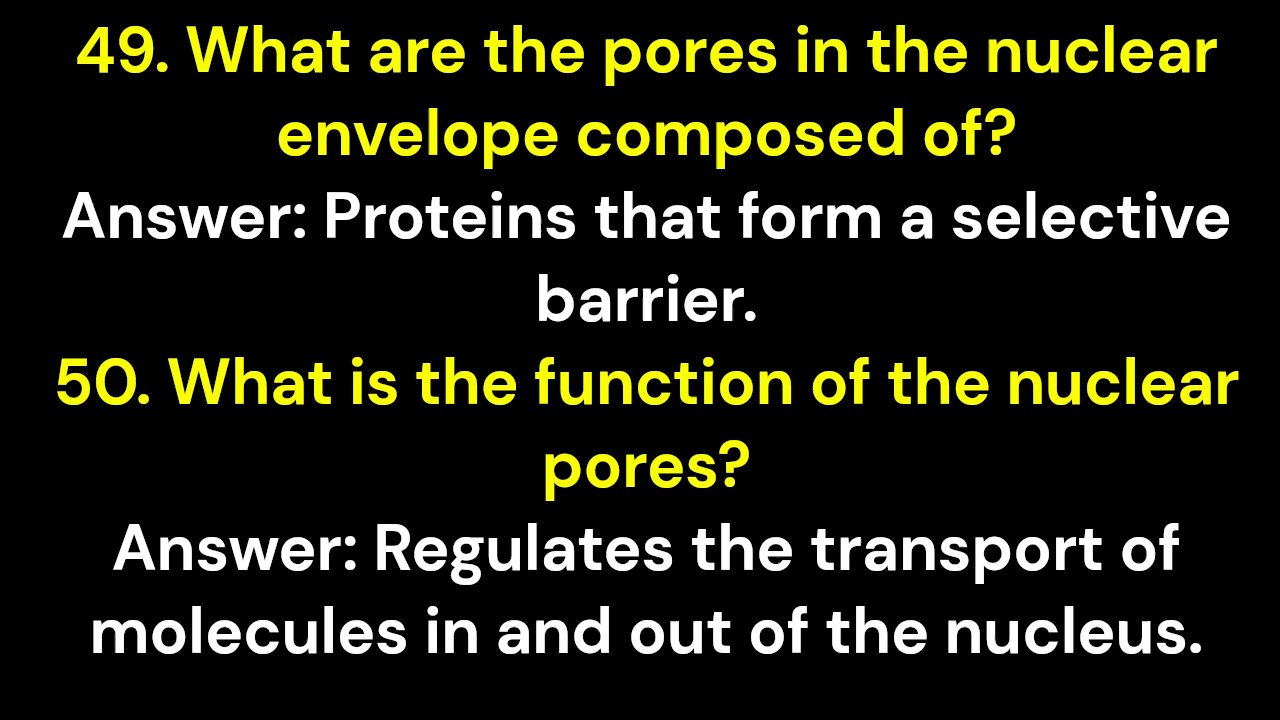 49. What are the pores in the nuclear
envelope composed of?
Answer: Proteins that form a selective
barrier.
50. What is the function of the nuclear
pores?
Answer: Regulates the transport of
molecules in and out of the nucleus.